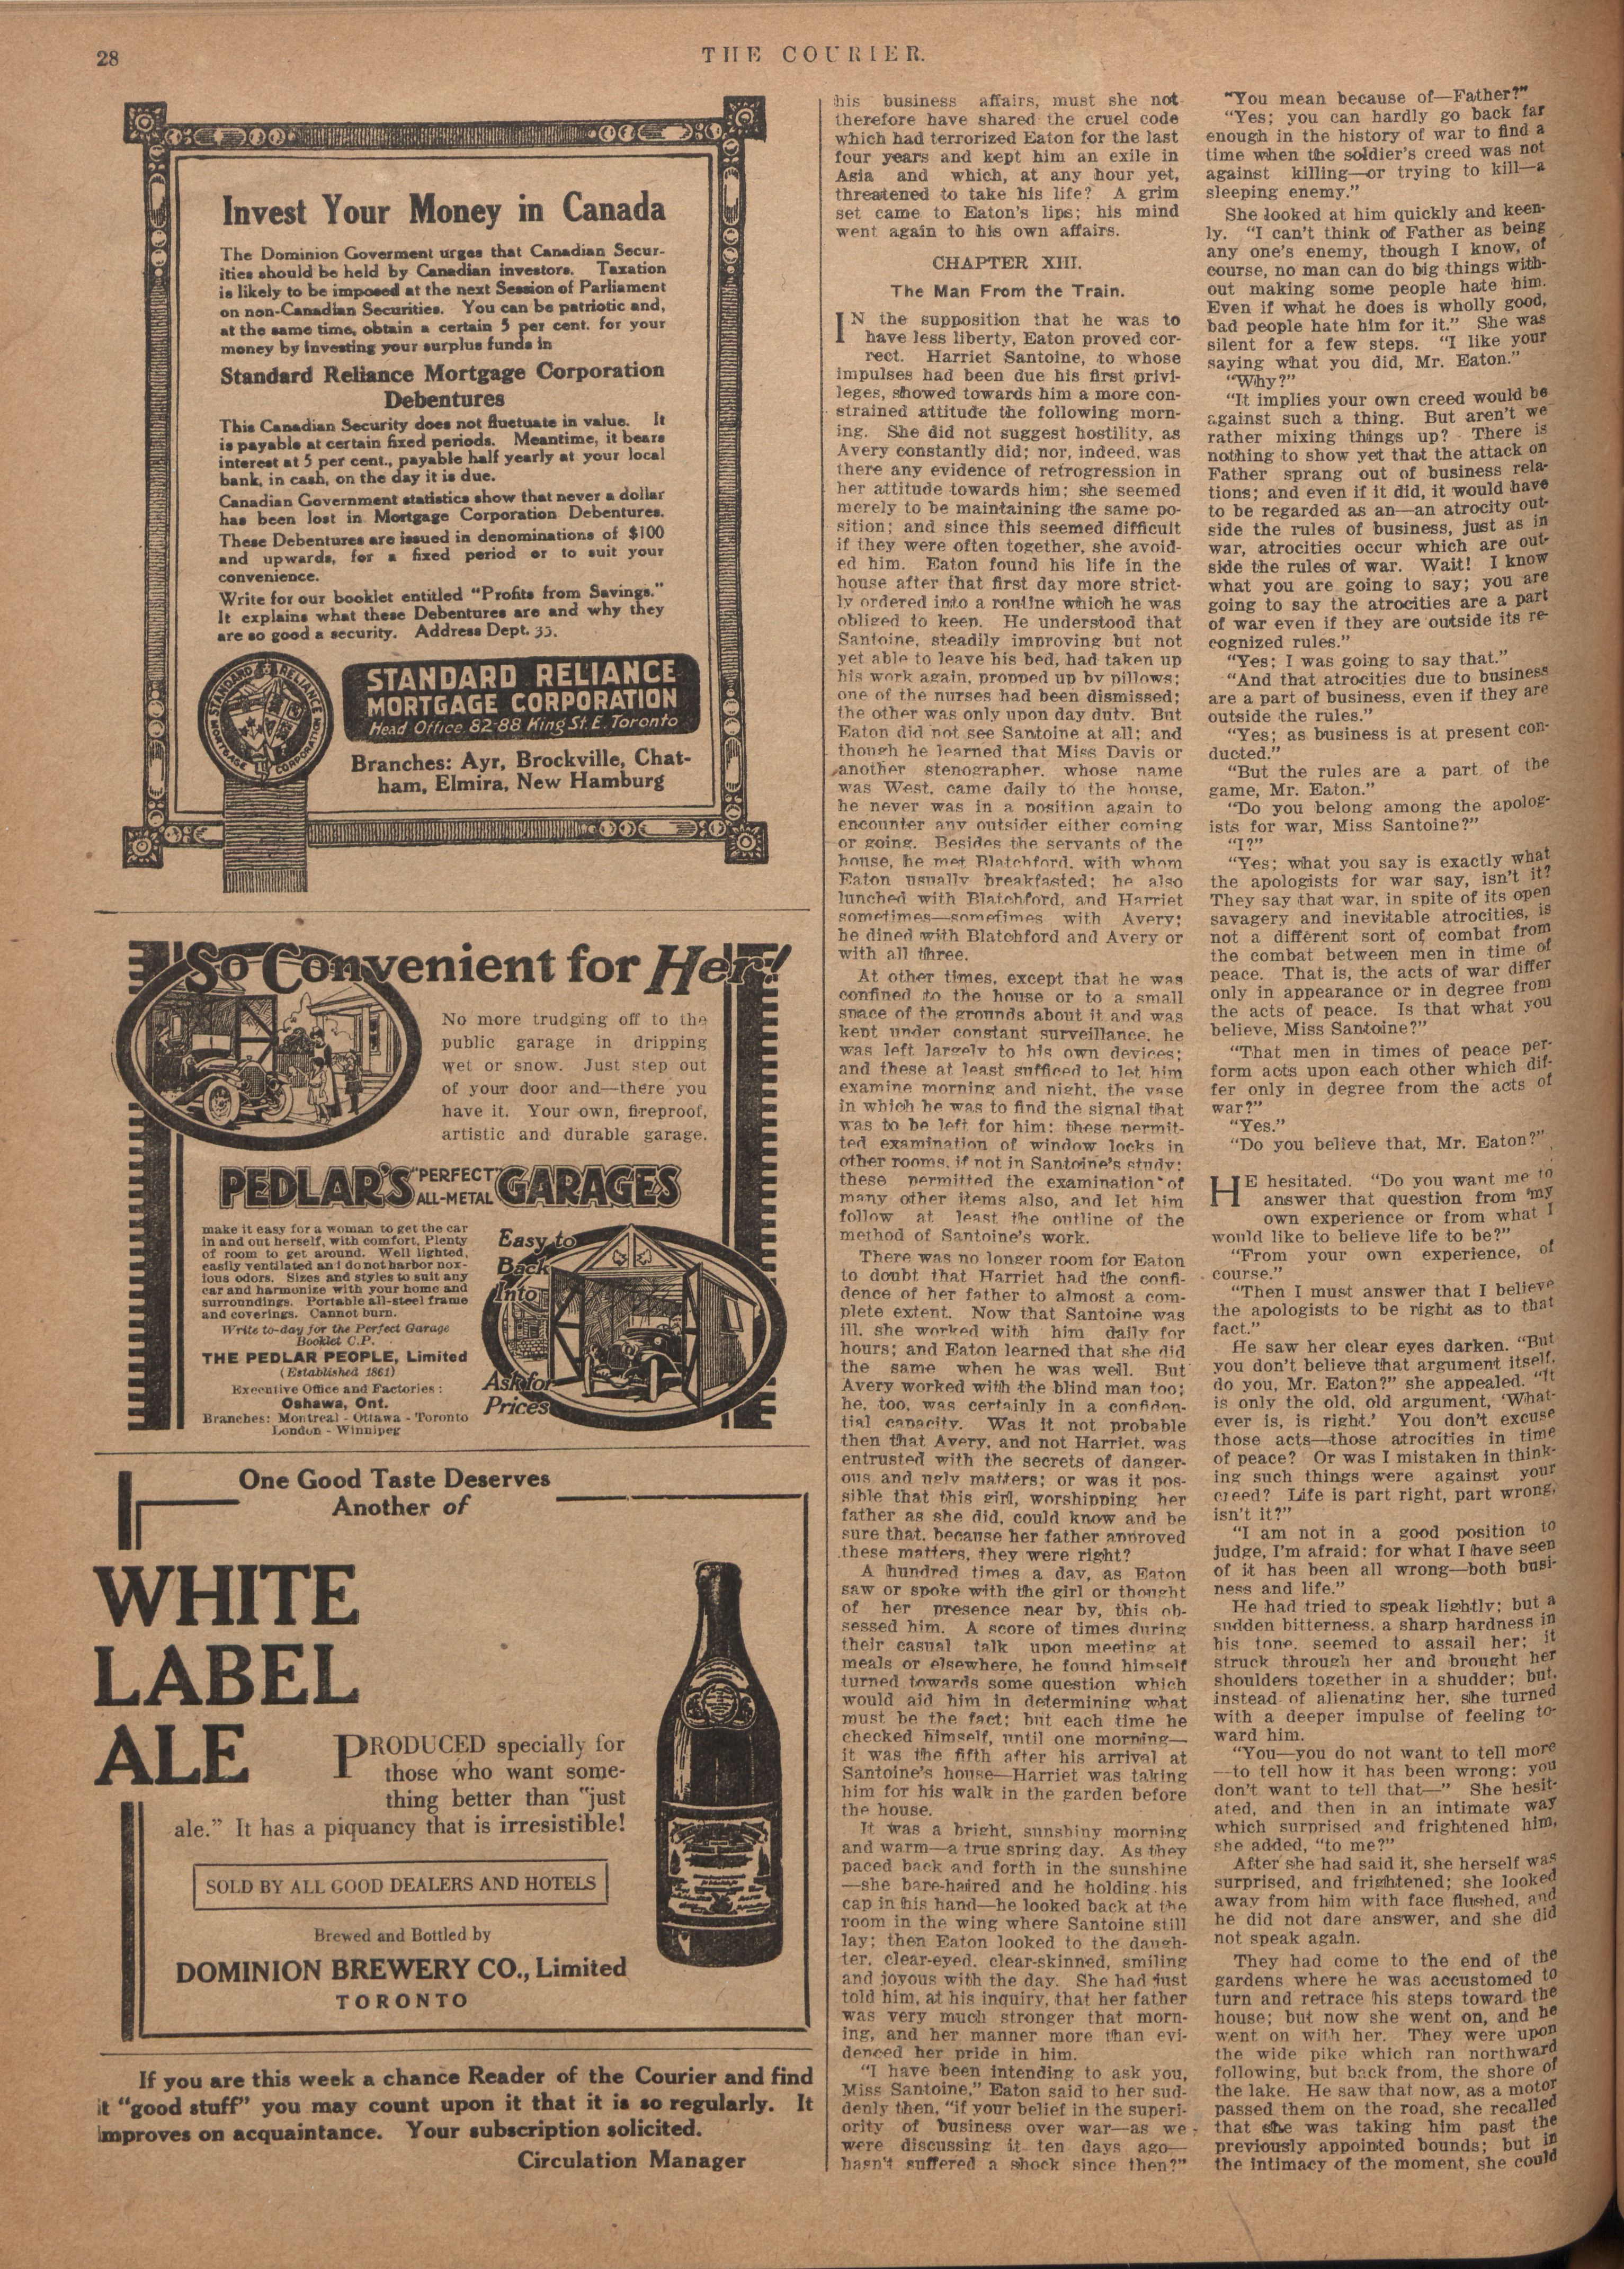 28
THE COURIER.
Invest Your Money in Canada
The Dominion Goverment urges that Canadian Secur-
ities should be held by Canadian investors. Taxation
is likely to be imposed at the next Session of Parliament
on non-Canadian Securities. You can be patriotic and,
at the same time, obtain a certain 5 per cent. for your
money by investing your surplus funds in
Standard Reliance Mortgage Corporation
Debentures
This Canadian Security does not fluctuate in value. It
is payable at certain fixed periods. Meantime, it bears
interest at 5 per cent., payable half yearly at your local
bank, in cash, on the day it is due.
Canadian Government statistics show that never a dollar
has been lost in Mortgage Corporation Debentures.
These Debentures are issued in denominations of $100
and upwards, for a fixed period or to suit your
convenience.
Write for our booklet entitled "Profits from Savings."
It explains what these Debentures are and why they
are so good a security. Address Dept. 33.
STANDARD RELIANCE
MORTGAGE CORPORATION
STANDARD RELIANCE
MORTGAGE CORPORATION
Head Office 82-88 King St. E. Toronto
Branches: Ayr, Brockville, Chat-
ham, Elmira, New Hamburg
So Convenient for Her!
No more trudging off to the
public garage in dripping
wet or snow. Just step out
of your door and—there you
have it. Your own, fireproof,
artistic and durable garage.
PEDLAR'S "PERFECT" ALL-METAL GARAGES
make it easy for a woman to get the car
in and out herself, with comfort. Plenty
of room to get around. Well lighted,
easily ventilated and do not harbor nox-
ious odors. Sizes and styles to suit any
car and harmonize with your home and
surroundings. Portable all-steel frame
and coverings. Cannot burn.
Write to-day for the Perfect Garage
Booklet C.P.
THE PEDLAR PEOPLE, Limited
(Established 1861)
Executive Office and Factories:
Oshawa, Ont.
Branches: Montreal - Ottawa - Toronto
London - Winnipeg
Easy to
Back
Into
Ask for
Prices
One Good Taste Deserves
Another of
WHITE
LABEL
ALE
PRODUCED specially for
those who want some-
thing better than "just
ale." It has a piquancy that is irresistible!
SOLD BY ALL GOOD DEALERS AND HOTELS
Brewed and Bottled by
DOMINION BREWERY CO., Limited
TORONTO
If you are this week a chance Reader of the Courier and find
it "good stuff" you may count upon it that it is so regularly. It
improves on acquaintance. Your subscription solicited.
Circulation Manager
his business affairs, must she not
therefore have shared the cruel code
which had terrorized Eaton for the last
four years and kept him an exile in
Asia and which, at any hour yet,
threatened to take his life? A grim
set came to Eaton's lips; his mind
went again to his own affairs.
CHAPTER XIII.
The Man From the Train.
IN the supposition that he was to
have less liberty, Eaton proved cor-
rect. Harriet Santoine, to whose
impulses had been due his first privi-
leges, showed towards him a more con-
strained attitude the following morn-
ing. She did not suggest hostility, as
Avery constantly did; nor, indeed, was
there any evidence of retrogression in
her attitude towards him; she seemed
merely to be maintaining the same po-
sition; and since this seemed difficult
if they were often together, she avoid-
ed him. Eaton found his life in the
house after that first day more strict-
ly ordered into a routine which he was
obliged to keep. He understood that
Santoine, steadily improving but not
yet able to leave his bed, had taken up
his work again, propped up by pillows;
one of the nurses had been dismissed;
the other was only upon day duty. But
Eaton did not see Santoine at all; and
though he learned that Miss Davis or
another stenographer, whose name
was West, came daily to the house,
he never was in a position again to
encounter any outsider either coming
or going. Besides the servants of the
house, he met Blatchford, with whom
Eaton usually breakfasted; he also
lunched with Blatchford, and Harriet
sometimes—sometimes with Avery;
he dined with Blatchford and Avery or
with all three.
At other times, except that he was
confined to the house or to a small
space of the grounds about it and was
kept under constant surveillance, he
was left largely to his own devices;
and these at least sufficed to let him
examine morning and night, the vase
in which he was to find the signal that
was to be left for him; these permit-
ted examination of window locks in
other rooms, if not in Santoine's study;
these permitted the examination of
many other items also, and let him
follow at least the outline of the
method of Santoine's work.
There was no longer room for Eaton
to doubt that Harriet had the confi-
dence of her father to almost a com-
plete extent. Now that Santoine was
ill, she worked with him daily for
hours; and Eaton learned that she did
the same when he was well. But
Avery worked with the blind man too;
he, too, was certainly in a confiden-
tial capacity. Was it not probable
then that Avery, and not Harriet, was
entrusted with the secrets of danger-
ous and ugly matters; or was it pos-
sible that this girl, worshipping her
father as she did, could know and be
sure that, because her father approved
these matters, they were right?
A hundred times a day, as Eaton
saw or spoke with the girl or thought
of her presence near by, this ob-
sessed him. A score of times during
their casual talk upon meeting at
meals or elsewhere, he found himself
turned towards some question which
would aid him in determining what
must be the fact; but each time he
checked himself, until one morning—
it was the fifth after his arrival at
Santoine's house—Harriet was taking
him for his walk in the garden before
the house.
It was a bright, sunshiny morning
and warm—a true spring day. As they
paced back and forth in the sunshine
—she bare-haired and he holding his
cap in his hand—he looked back at the
room in the wing where Santoine still
lay; then Eaton looked to the daugh-
ter, clear-eyed, clear-skinned, smiling
and joyous with the day. She had just
told him, at his inquiry, that her father
was very much stronger that morn-
ing, and her manner more than evi-
denced her pride in him.
"I have been intending to ask you,
Miss Santoine," Eaton said to her sud-
denly then, "if your belief in the superi-
ority of business over war—as we
were discussing it ten days ago—
hasn't suffered a shock since then?"
"You mean because of—Father?"
"Yes; you can hardly go back far
enough in the history of war to find a
time when the soldier's creed was not
against killing—or trying to kill—a
sleeping enemy."
She looked at him quickly and keen-
ly. "I can't think of Father as being
any one's enemy, though I know, of
course, no man can do big things with-
out making some people hate him.
Even if what he does is wholly good,
bad people hate him for it." She was
silent for a few steps. "I like your
saying what you did, Mr. Eaton."
"Why?"
"It implies your own creed would be
against such a thing. But aren't we
rather mixing things up? There is
nothing to show yet that the attack on
Father sprang out of business rela-
tions; and even if it did, it would have
to be regarded as an—an atrocity out-
side the rules of business, just as in
war, atrocities occur which are out-
side the rules of war. Wait! I know
what you are going to say; you are
going to say the atrocities are a part
of war even if they are outside its re-
cognized rules."
"Yes; I was going to say that."
"And that atrocities due to business
are a part of business, even if they are
outside the rules."
"Yes; as business is at present con-
ducted."
"But the rules are a part of the
game, Mr. Eaton."
"Do you belong among the apolog-
ists for war, Miss Santoine?"
"I?"
"Yes; what you say is exactly what
the apologists for war say, isn't it?
They say that war, in spite of its open
savagery and inevitable atrocities, is
not a different sort of combat from
the combat between men in time of
peace. That is, the acts of war differ
only in appearance or in degree from
the acts of peace. Is that what you
believe, Miss Santoine?"
"That men in times of peace per-
form acts upon each other which dif-
fer only in degree from the acts of
war?"
"Yes."
"Do you believe that, Mr. Eaton?"
HE hesitated. "Do you want me to
answer that question from my
own experience or from what I
would like to believe life to be?"
"From your own experience, of
course."
"Then I must answer that I believe
the apologists to be right as to that
fact."
He saw her clear eyes darken. "But
you don't believe that argument itself,
do you, Mr. Eaton?" she appealed. "It
is only the old, old argument, 'What-
ever is, is right.' You don't excuse
those acts—those atrocities in time
of peace? Or was I mistaken in think-
ing such things were against your
creed? Life is part right, part wrong,
isn't it?"
"I am not in a good position to
judge, I'm afraid; for what I have seen
of it has been all wrong—both busi-
ness and life."
He had tried to speak lightly; but a
sudden bitterness, a sharp hardness in
his tone, seemed to assail her; it
struck through her and brought her
shoulders together in a shudder; but,
instead of alienating her, she turned
with a deeper impulse of feeling to-
ward him.
"You—you do not want to tell more
—to tell how it has been wrong; you
don't want to tell that—" She hesit-
ated, and then in an intimate way
which surprised and frightened him,
she added, "to me?"
After she had said it, she herself was
surprised, and frightened; she looked
away from him with face flushed, and
he did not dare answer, and she did
not speak again.
They had come to the end of the
gardens where he was accustomed to
turn and retrace his steps toward the
house; but now she went on, and he
went on with her. They were upon
the wide pike which ran northward
following, but back from, the shore of
the lake. He saw that now, as a motor
passed them on the road, she recalled
that she was taking him past the
previously appointed bounds; but in
the intimacy of the moment, she could